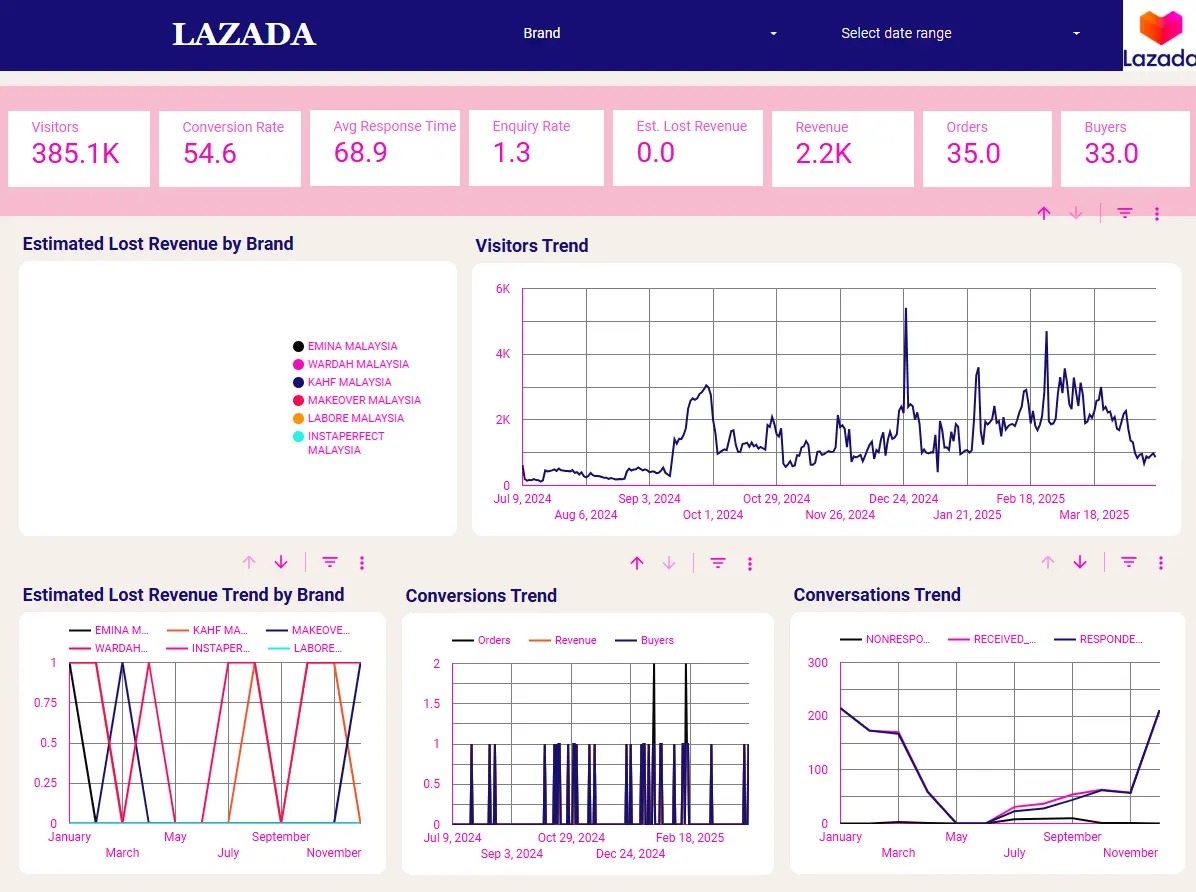 LAZADA
Brand
Select date range
Lazada
Visitors
385.1K
Conversion Rate
54.6
Avg Response Time
68.9
Enquiry Rate
1.3
Est. Lost Revenue
0.0
Revenue
2.2K
Orders
35.0
Buyers
33.0
Estimated Lost Revenue by Brand
EMINA MALAYSIA
WARDAH MALAYSIA
KAHF MALAYSIA
MAKEOVER MALAYSIA
LABORE MALAYSIA
INSTAPERFECT
MALAYSIA
Visitors Trend
6K
4K
2K
0
Jul 9, 2024
Sep 3, 2024
Oct 29, 2024
Dec 24, 2024
Feb 18, 2025
Aug 6, 2024
Oct 1, 2024
Nov 26, 2024
Jan 21, 2025
Mar 18, 2025
Estimated Lost Revenue Trend by Brand
EMINA M...
KAHF MA...
MAKEOVE...
WARDAH...
INSTAPER...
LABORE...
1
0.75
0.5
0.25
0
January
May
September
March
July
November
Conversions Trend
Orders
Revenue
Buyers
2
1.5
1
0.5
0
Jul 9, 2024
Oct 29, 2024
Feb 18, 2025
Sep 3, 2024
Dec 24, 2024
Conversations Trend
NONRESPO...
RECEIVED_...
RESPONDE...
300
200
100
0
January
May
September
March
July
November